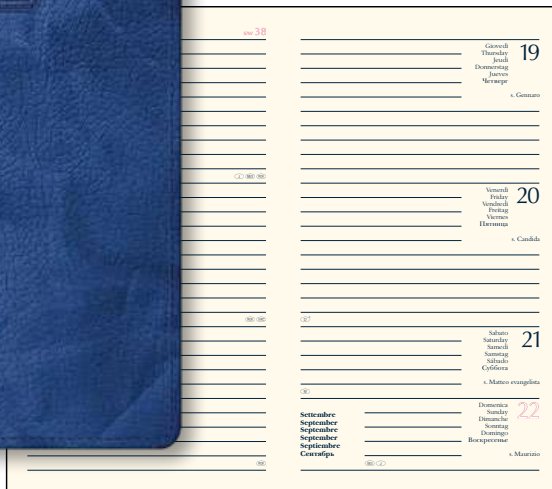 sw 38
Giovedì
Thursday
Jeudi
Donnerstag
Jueves
Четверг
19
s. Gennaro
Venerdì
Friday
Vendredi
Freitag
Viernes
Пятница
20
s. Candida
Sabato
Saturday
Samedi
Samstag
Sábado
Суббота
21
s. Matteo evangelista
Domenica
Sunday
Dimanche
Sonntag
Domingo
Воскресенье
22
s. Maurizio
Settembre
September
Septembre
September
Septiembre
Сентябрь